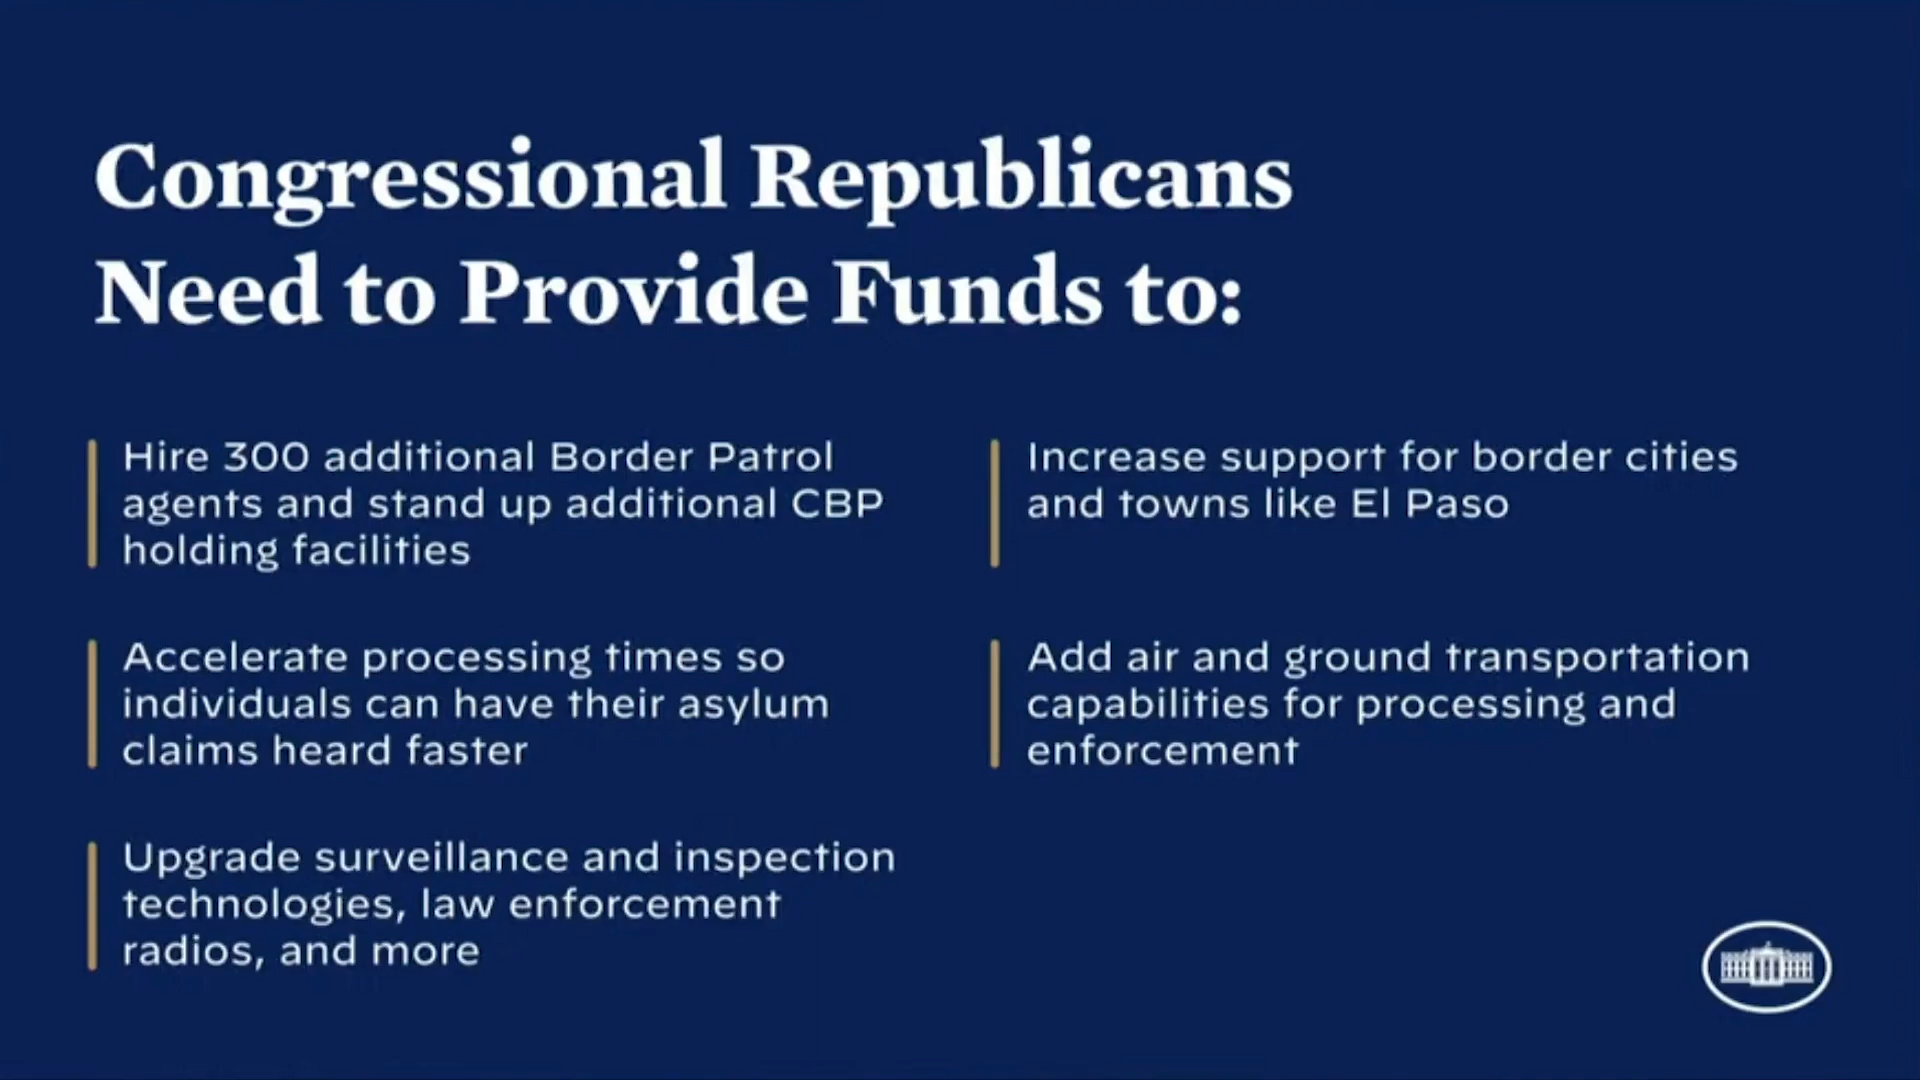 Congressional Republicans
Need to Provide Funds to:
Hire 300 additional Border Patrol
agents and stand up additional CBP
holding facilities
Accelerate processing times so
individuals can have their asylum
claims heard faster
Upgrade surveillance and inspection
technologies, law enforcement
radios, and more
Increase support for border cities
and towns like El Paso
Add air and ground transportation
capabilities for processing and
enforcement